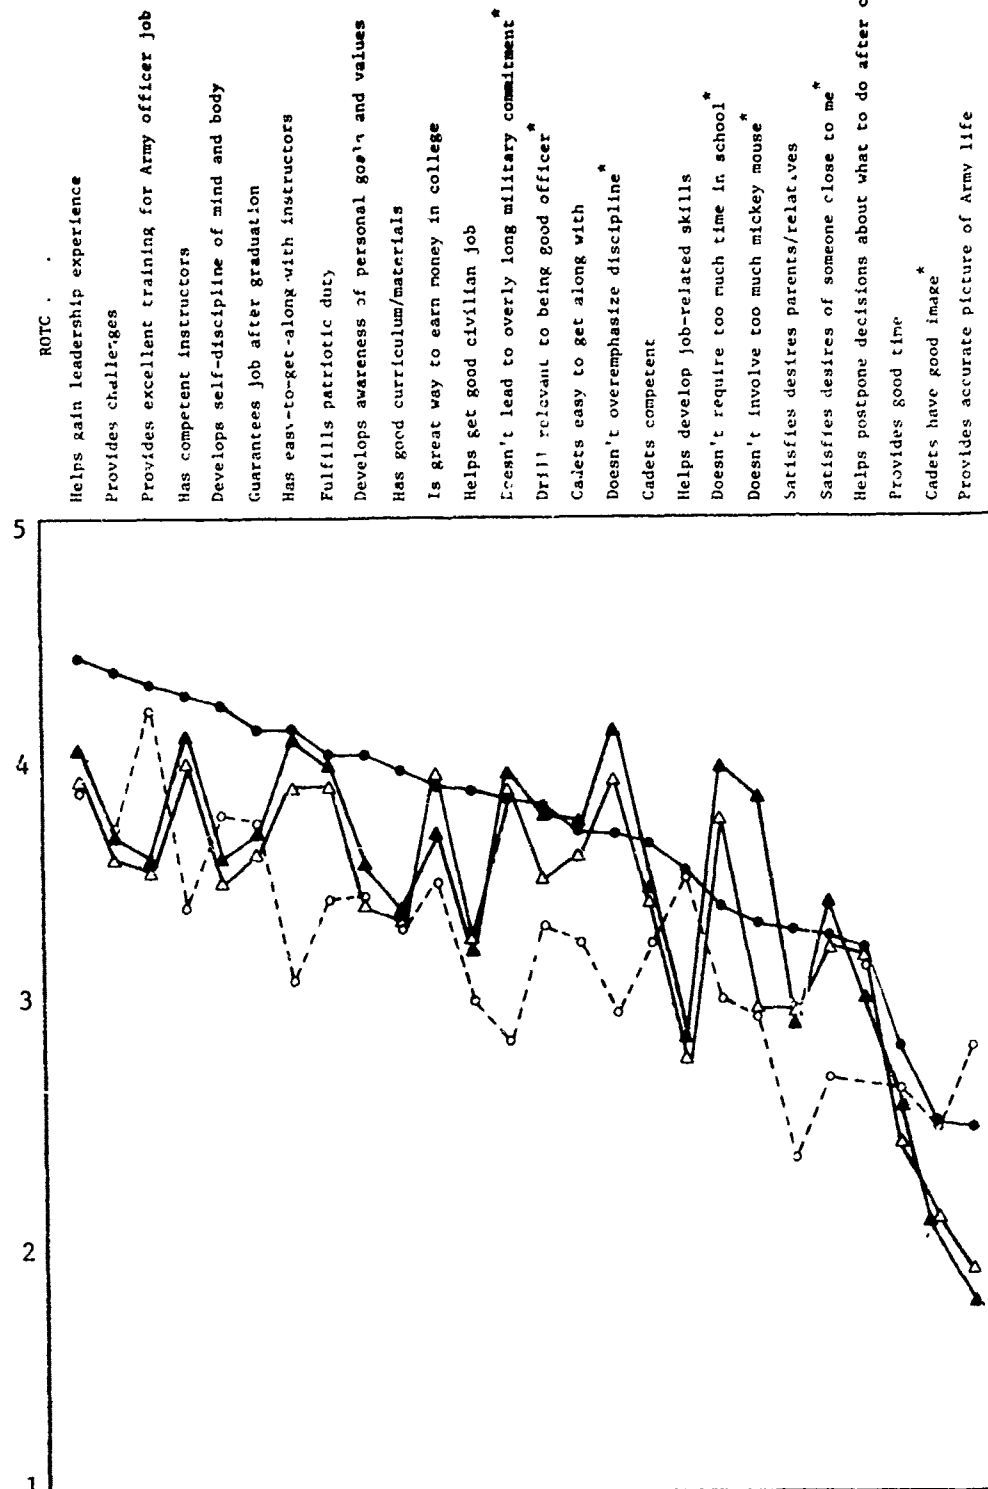 ROTC . .
Helps gain leadership experience
Provides challenges
Provides excellent training for Army officer job
Has competent instructors
Develops self-discipline of mind and body
Guarantees job after graduation
Has easy-to-get-along-with instructors
Fulfills patriotic duty
Develops awareness of personal goals and values
Has good curriculum/materials
Is great way to earn money in college
Helps get good civilian job
Doesn't lead to overly long military commitment*
Drill relevant to being good officer*
Cadets easy to get along with
Doesn't overemphasize discipline*
Cadets competent
Helps develop job-related skills
Doesn't require too much time in school*
Doesn't involve too much mickey mouse*
Satisfies desires parents/relatives
Satisfies desires of someone close to me*
Helps postpone decisions about what to do after
Provides good time
Cadets have good image*
Provides accurate picture of Army life
5
4
3
2
1